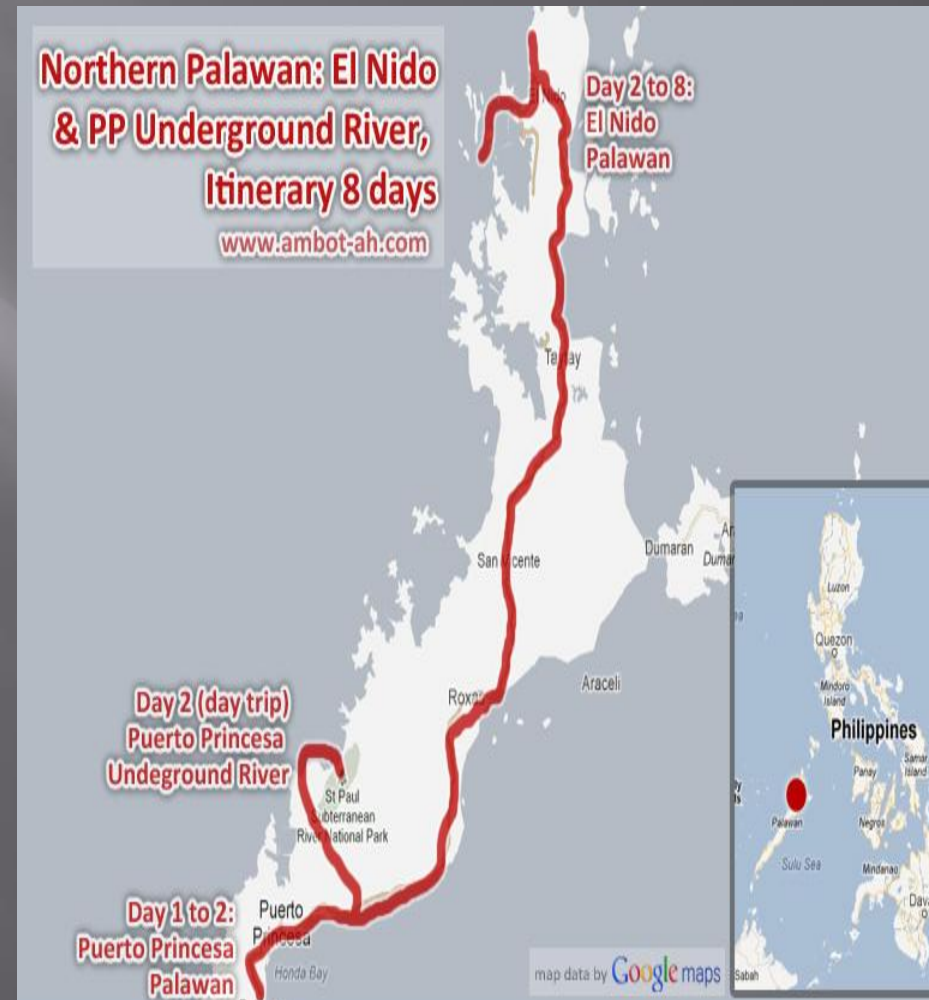 Northern Palawan: El Nido
& PP Underground River,
Itinerary 8 days
www.ambot-ah.com
Day 2 to 8:
El Nido
Palawan
El Nido
Taytay
San Vicente
Dumaran
Araceli
Roxas
Day 2 (day trip)
Puerto Princesa
Undeground River
St Paul
Subterranean
River National Park
Day 1 to 2:
Puerto Princesa
Palawan
Puerto
Princesa
Honda Bay
map data by Google maps
Luzon
Quezon
Mindoro
Island
Philippines
Samar
Island
Panay
Palawan
Negros
Sulu Sea
Mindanao
Sabah